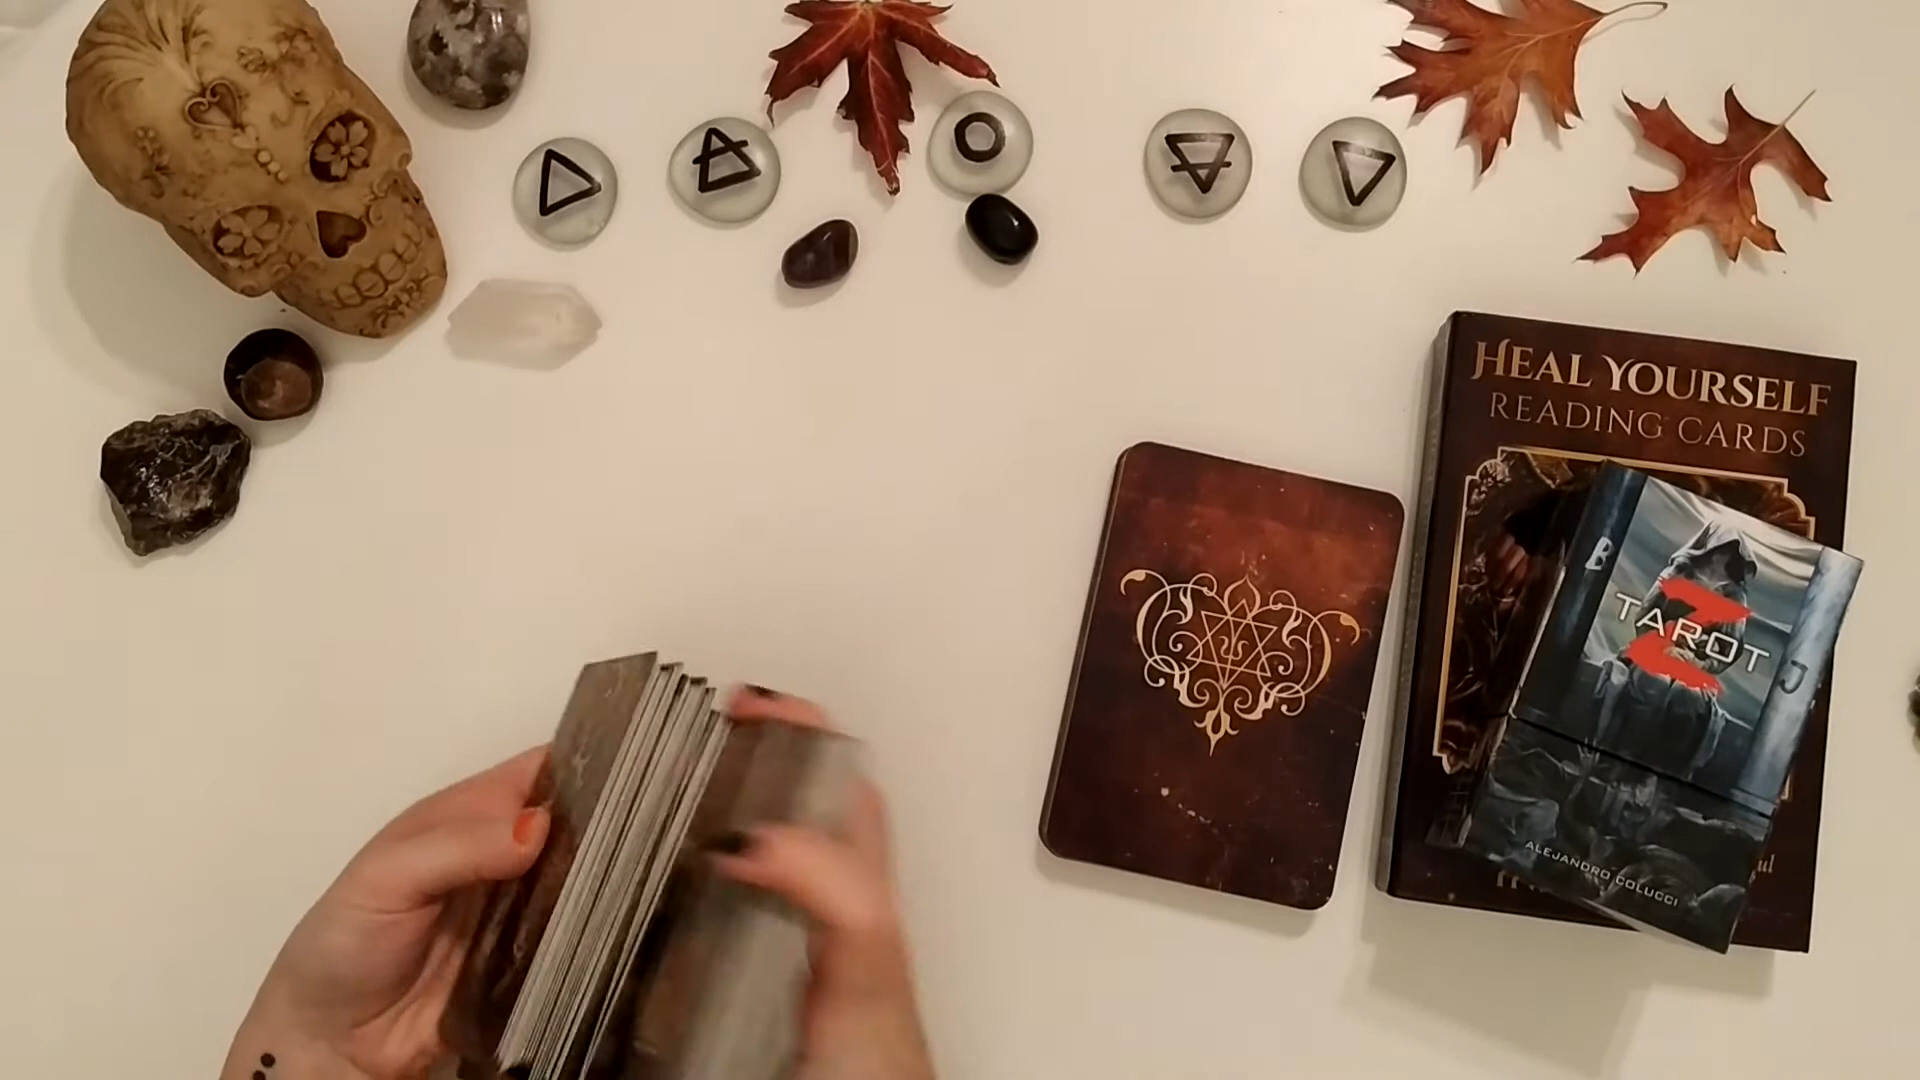 HEAL YOURSELF
READING CARDS
B
Z
TAROT
J
ALEJANDRO COLUCCI